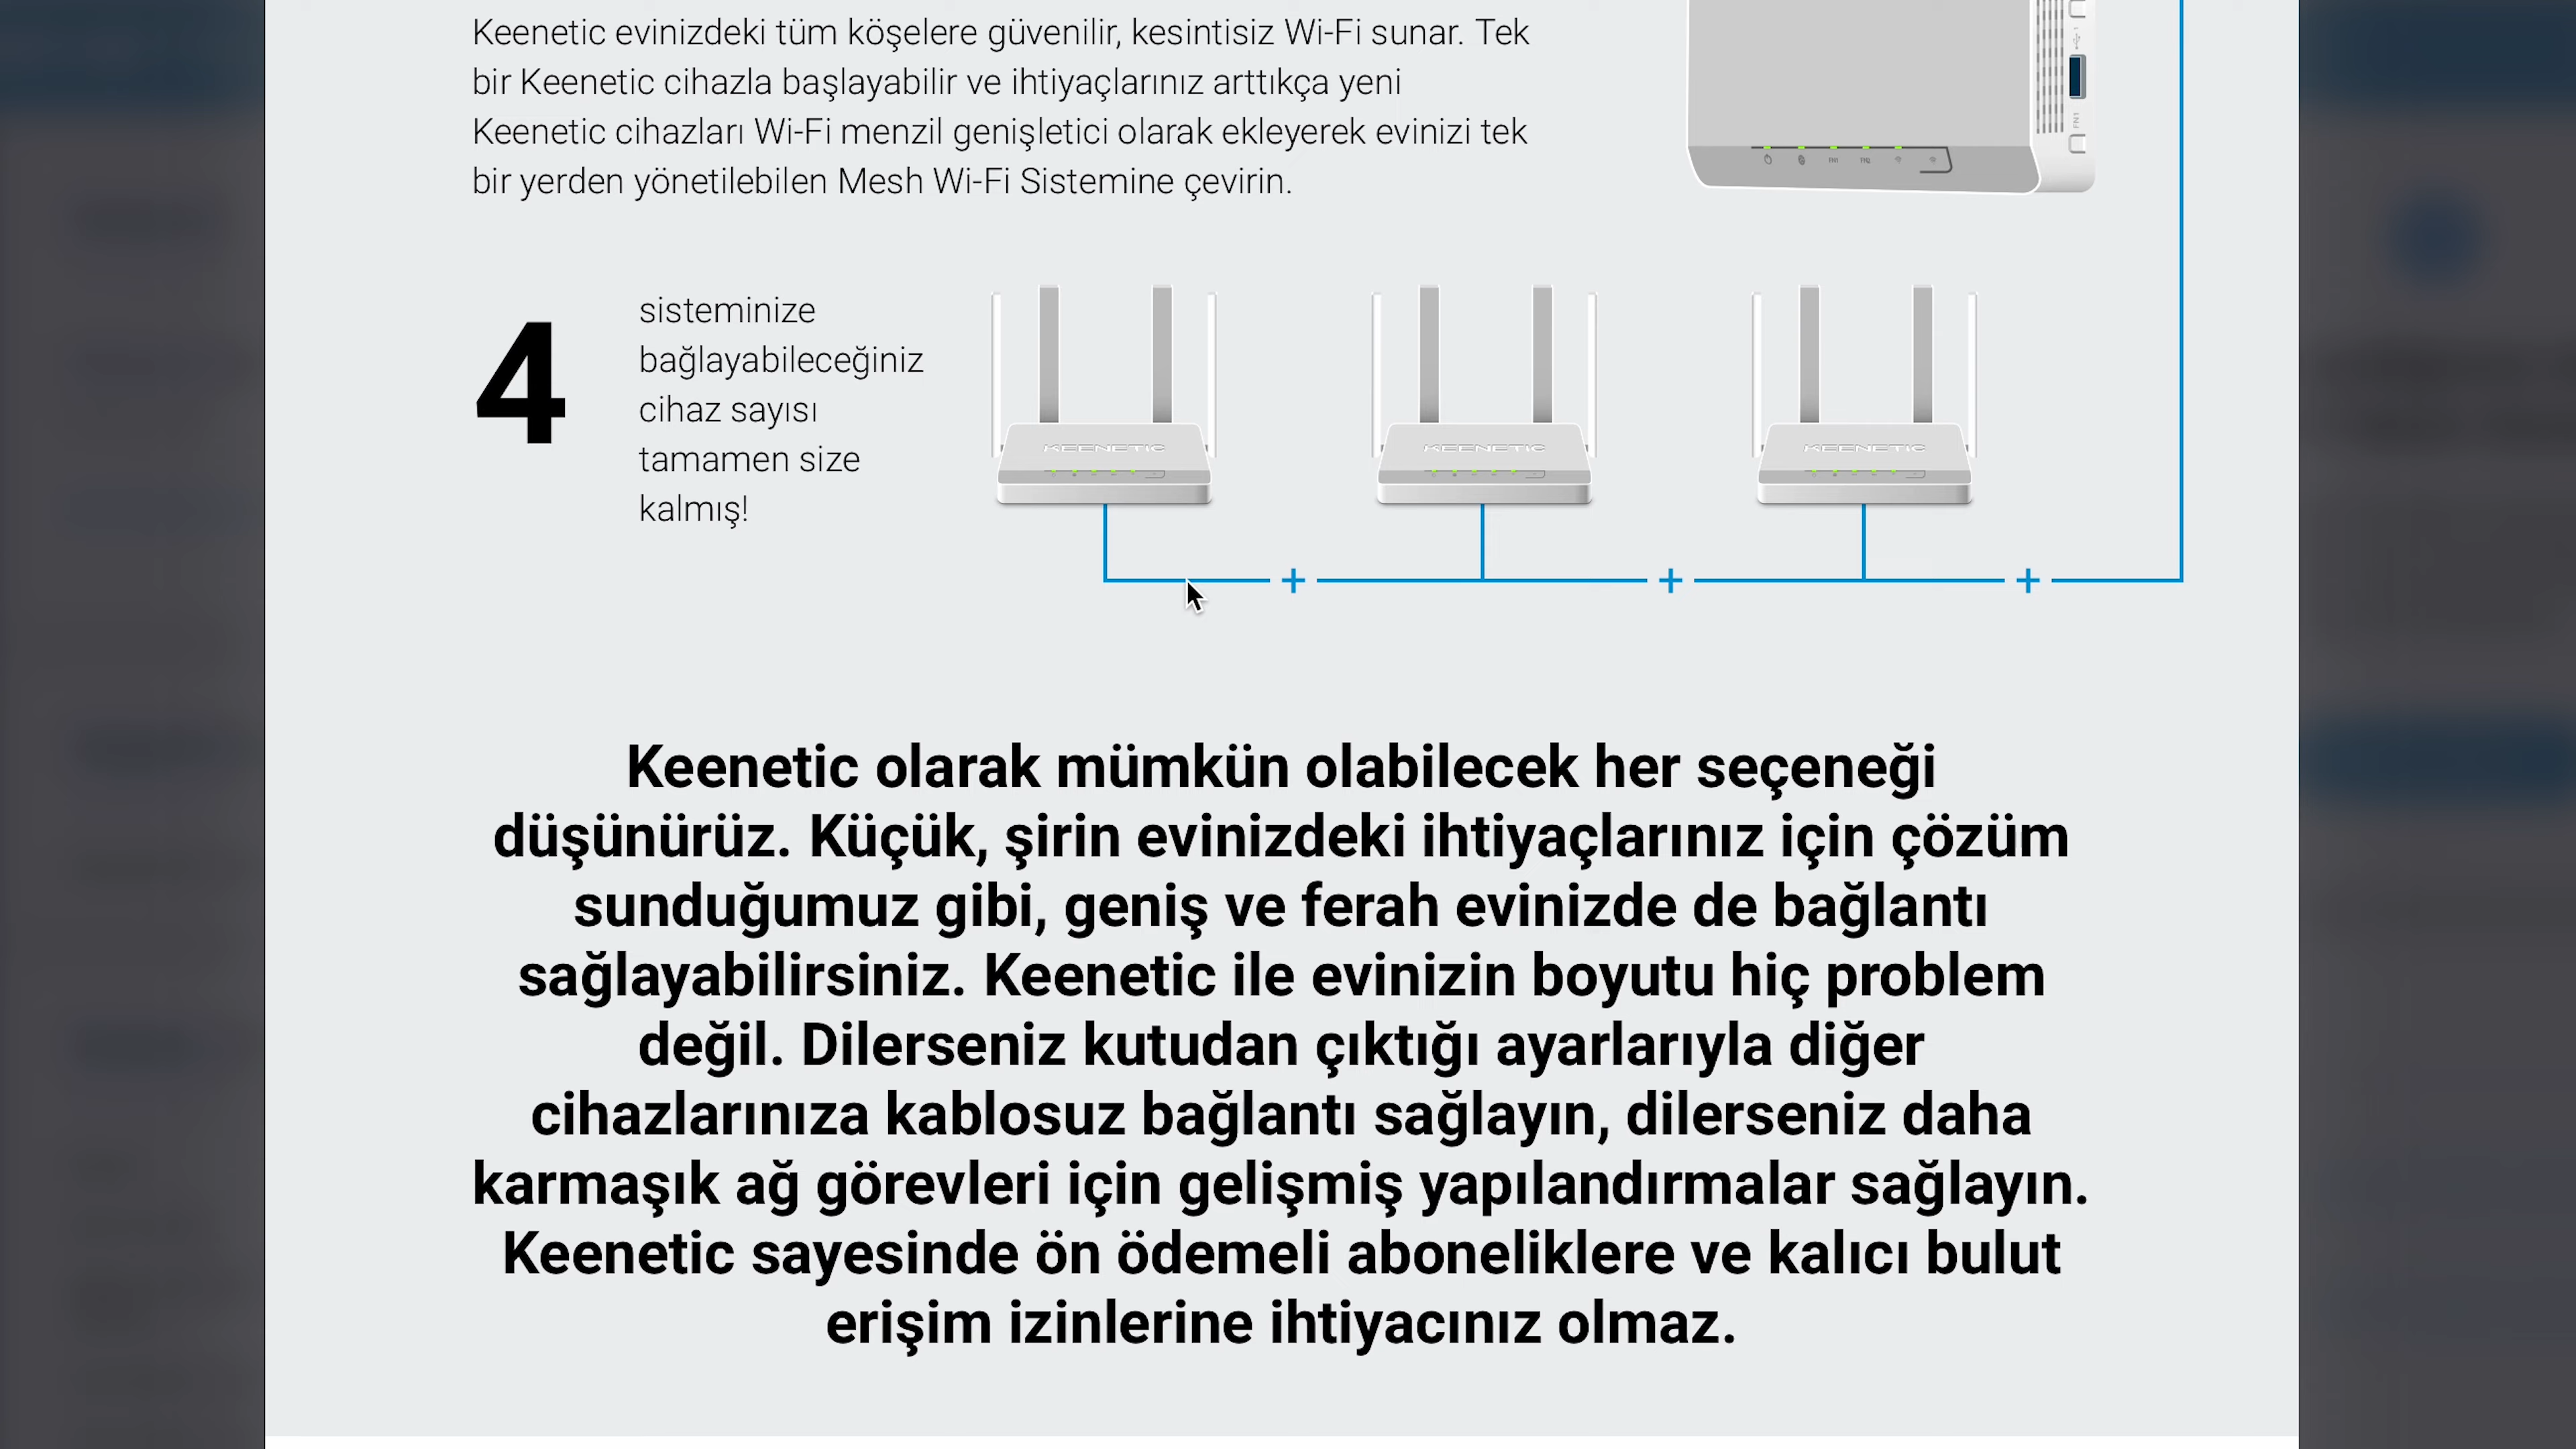 Keenetic evinizdeki tüm köşelere güvenilir, kesintisiz Wi-Fi sunar. Tek
bir Keenetic cihazla başlayabilir ve ihtiyaçlarınız arttıkça yeni
Keenetic cihazları Wi-Fi menzil genişletici olarak ekleyerek evinizi tek
bir yerden yönetilebilen Mesh Wi-Fi Sistemine çevirin.
FN1
4
sisteminize
bağlayabileceğiniz
cihaz sayısı
tamamen size
kalmış!
KEENETIC
KEENETIC
KEENETIC
Keenetic olarak mümkün olabilecek her seçeneği
düşünürüz. Küçük, şirin evinizdeki ihtiyaçlarınız için çözüm
sunduğumuz gibi, geniş ve ferah evinizde de bağlantı
sağlayabilirsiniz. Keenetic ile evinizin boyutu hiç problem
değil. Dilerseniz kutudan çıktığı ayarlarıyla diğer
cihazlarınıza kablosuz bağlantı sağlayın, dilerseniz daha
karmaşık ağ görevleri için gelişmiş yapılandırmalar sağlayın.
Keenetic sayesinde ön ödemeli aboneliklere ve kalıcı bulut
erişim izinlerine ihtiyacınız olmaz.